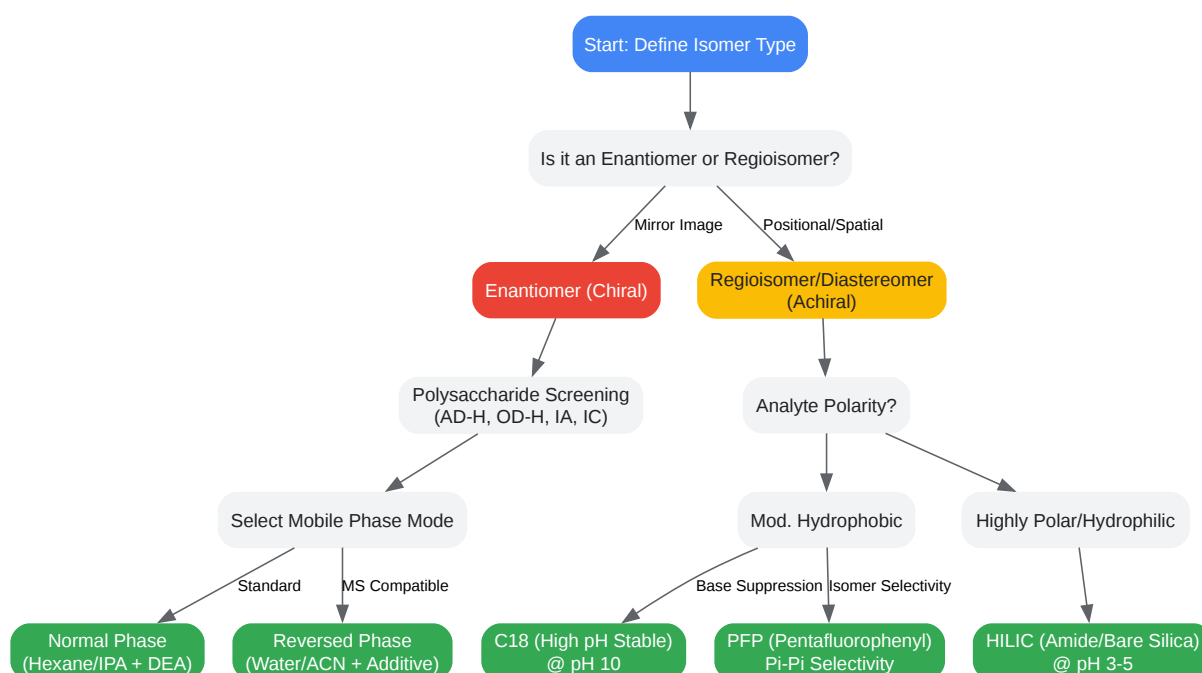 Start: Define Isomer Type
Is it an Enantiomer or Regioisomer?
Mirror Image
Positional/Spatial
Enantiomer (Chiral)
Regioisomer/Diastereomer
(Achiral)
Polysaccharide Screening
(AD-H, OD-H, IA, IC)
Analyte Polarity?
Select Mobile Phase Mode
Mod. Hydrophobic
Highly Polar/Hydrophilic
Standard
MS Compatible
Base Suppression
Isomer Selectivity
Normal Phase
(Hexane/IPA + DEA)
Reversed Phase
(Water/ACN + Additive)
C18 (High pH Stable)
@ pH 10
PFP (Pentafluorophenyl)
Pi-Pi Selectivity
HILIC (Amide/Bare Silica)
@ pH 3-5